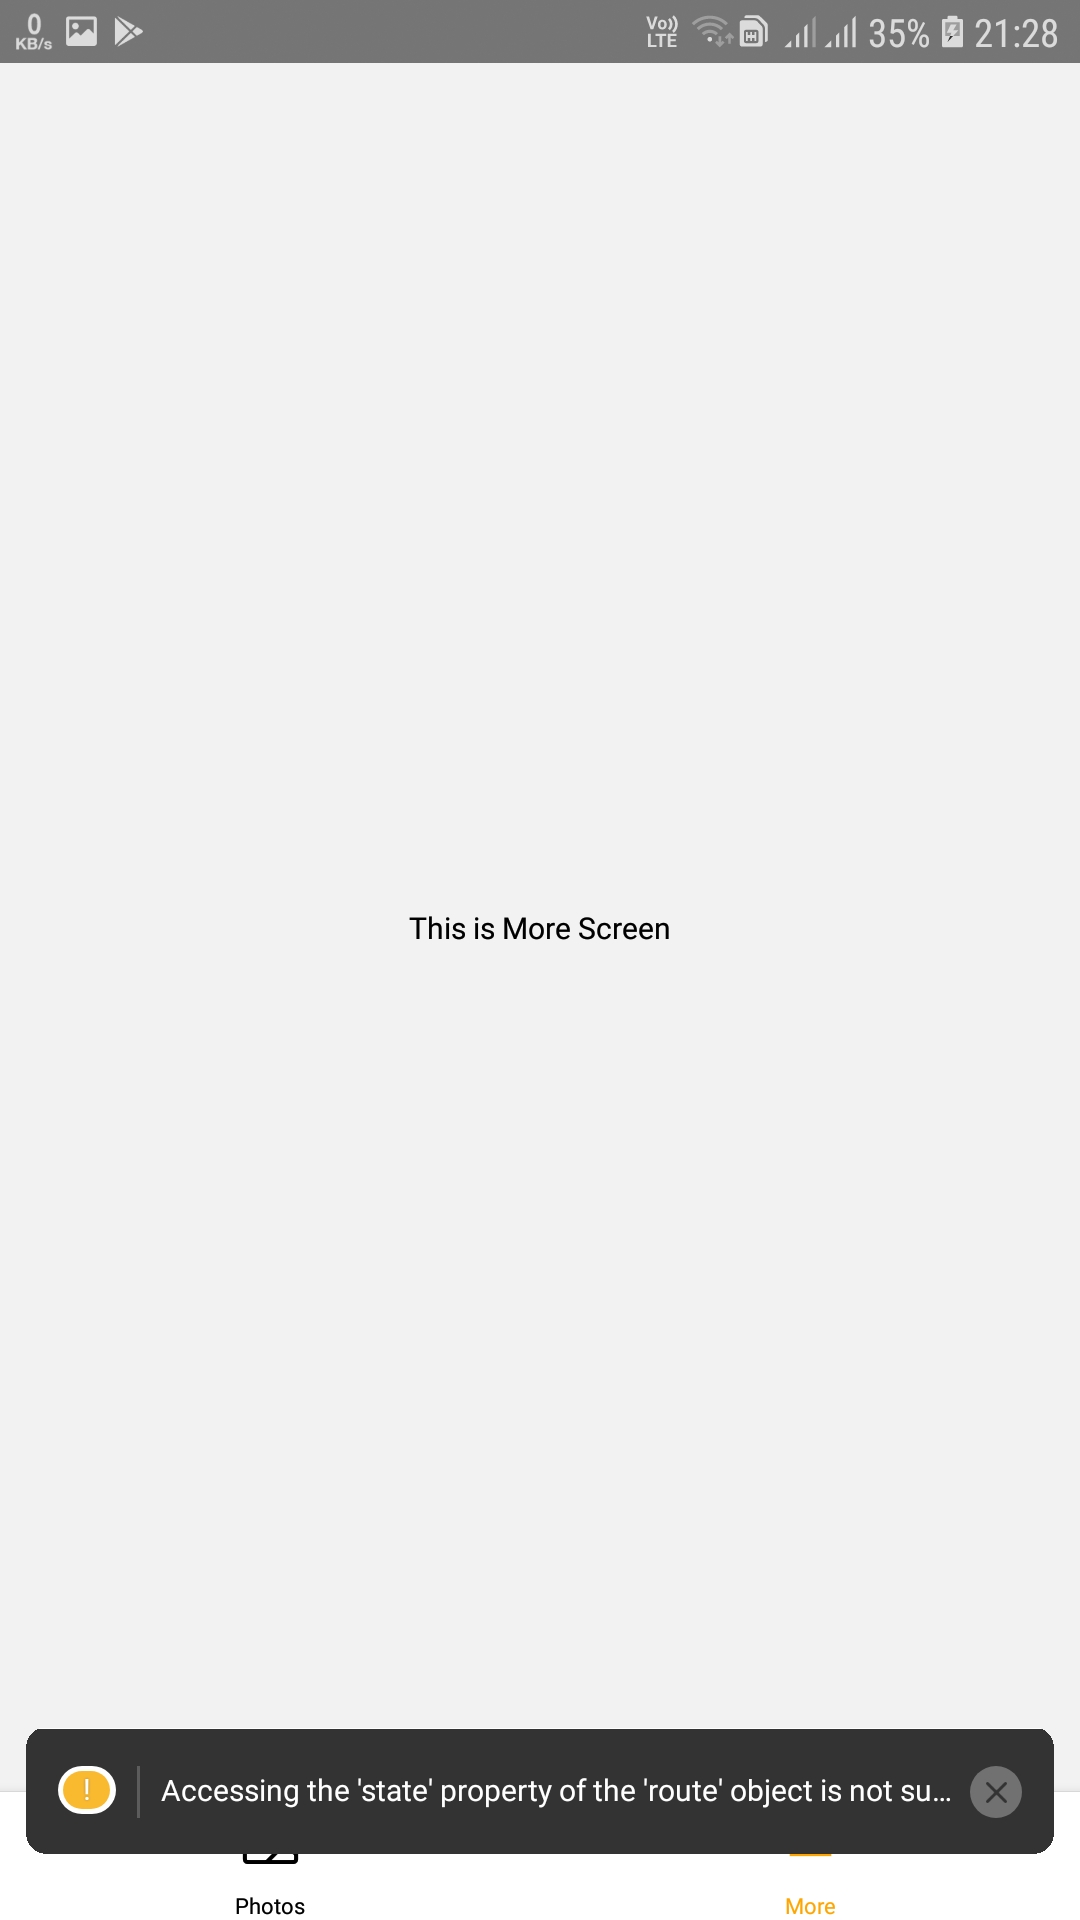 0
KB/s
Vo))
LTE
35%
21:28
This is More Screen
! Accessing the 'state' property of the 'route' object is not su...
Photos
More